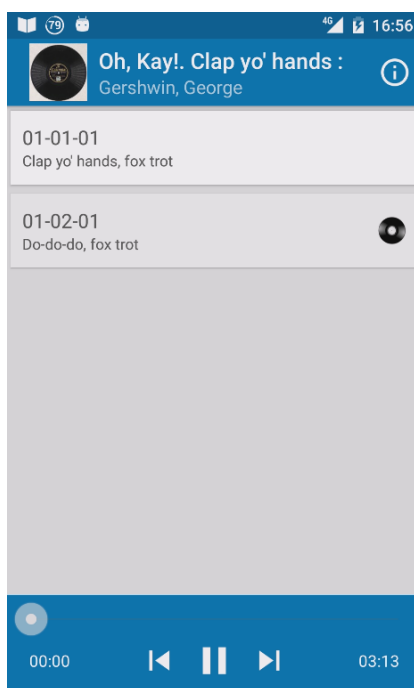 79
4G
16:56
Oh, Kay!. Clap yo' hands :
Gershwin, George
01-01-01
Clap yo' hands, fox trot
01-02-01
Do-do-do, fox trot
00:00
03:13